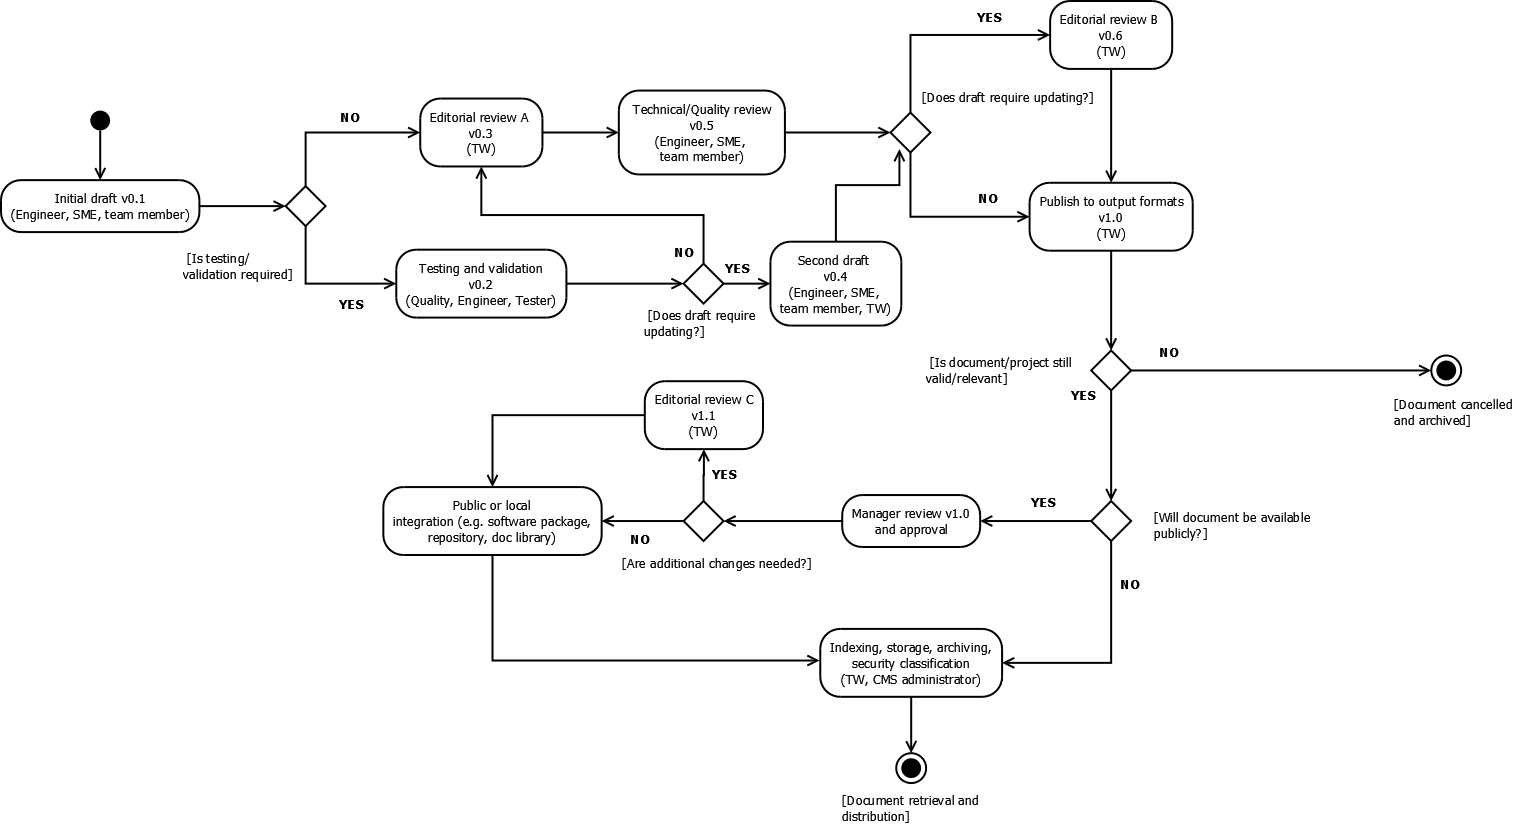 YES
Editorial review B
v0.6
(TW)
[Does draft require updating?]
NO
Editorial review A
v0.3
(TW)
Technical/Quality review
v0.5
(Engineer, SME,
team member)
Initial draft v0.1
(Engineer, SME, team member)
NO
Publish to output formats
v1.0
(TW)
[Is testing/
validation required]
YES
Testing and validation
v0.2
(Quality, Engineer, Tester)
NO
YES
[Does draft require
updating?]
Second draft
v0.4
(Engineer, SME,
team member, TW)
[Is document/project still
valid/relevant]
NO
YES
[Document cancelled
and archived]
Editorial review C
v1.1
(TW)
YES
Public or local
integration (e.g. software package,
repository, doc library)
NO
[Are additional changes needed?]
Manager review v1.0
and approval
YES
[Will document be available
publicly?]
NO
Indexing, storage, archiving,
security classification
(TW, CMS administrator)
[Document retrieval and
distribution]